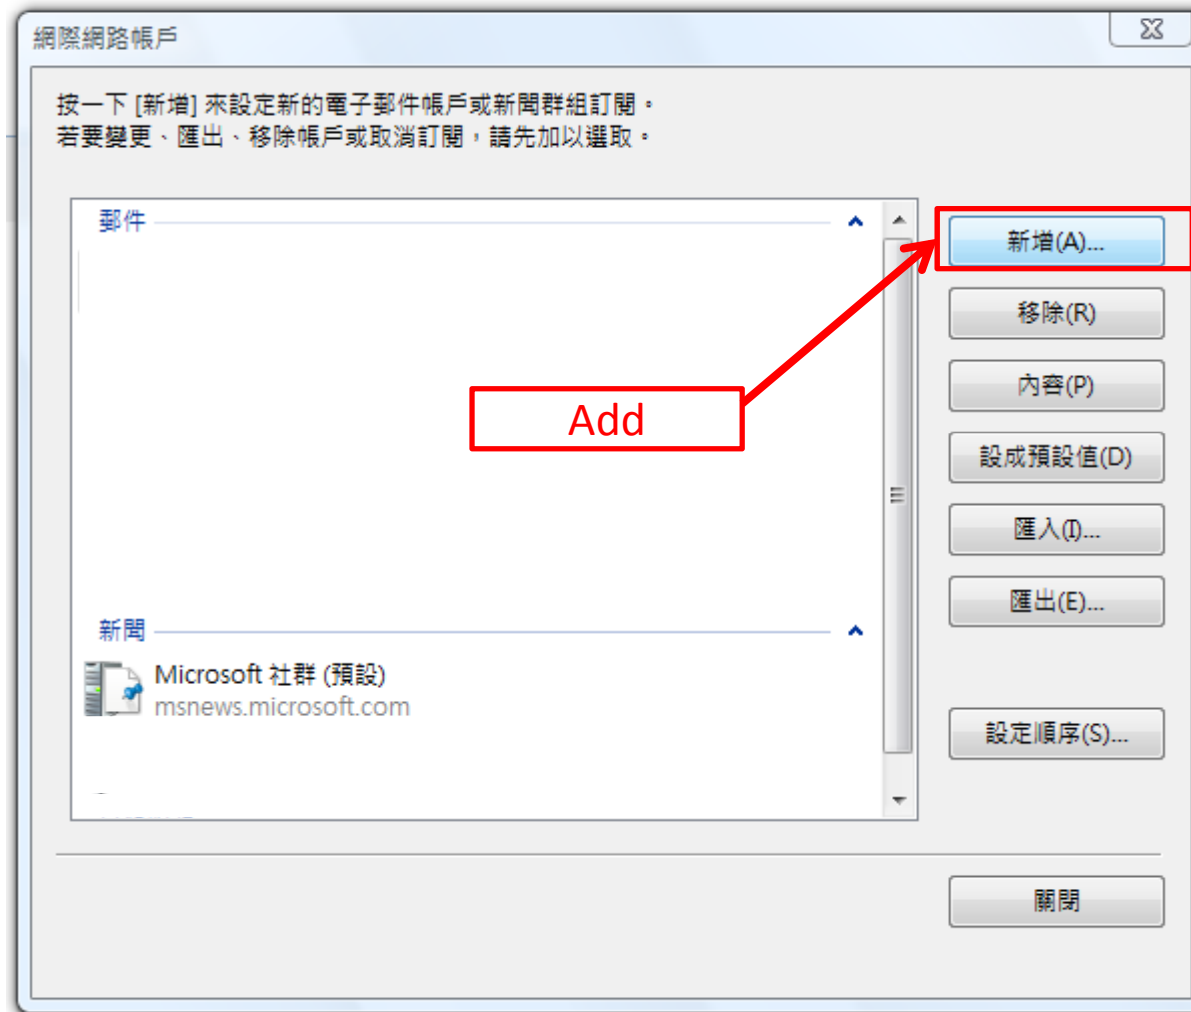 網際網路帳戶
按一下 [新增] 來設定新的電子郵件帳戶或新聞群組訂閱。
若要變更、匯出、移除帳戶或取消訂閱，請先加以選取。
郵件
新增(A)...
移除(R)
內容(P)
Add
設成預設值(D)
匯入(I)...
匯出(E)...
新聞
Microsoft 社群 (預設)
msnews.microsoft.com
設定順序(S)...
關閉